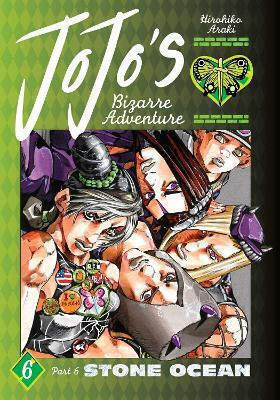 Hirohiko
Araki
JoJo's
Bizarre
Adventure
6
Part 6
STONE OCEAN